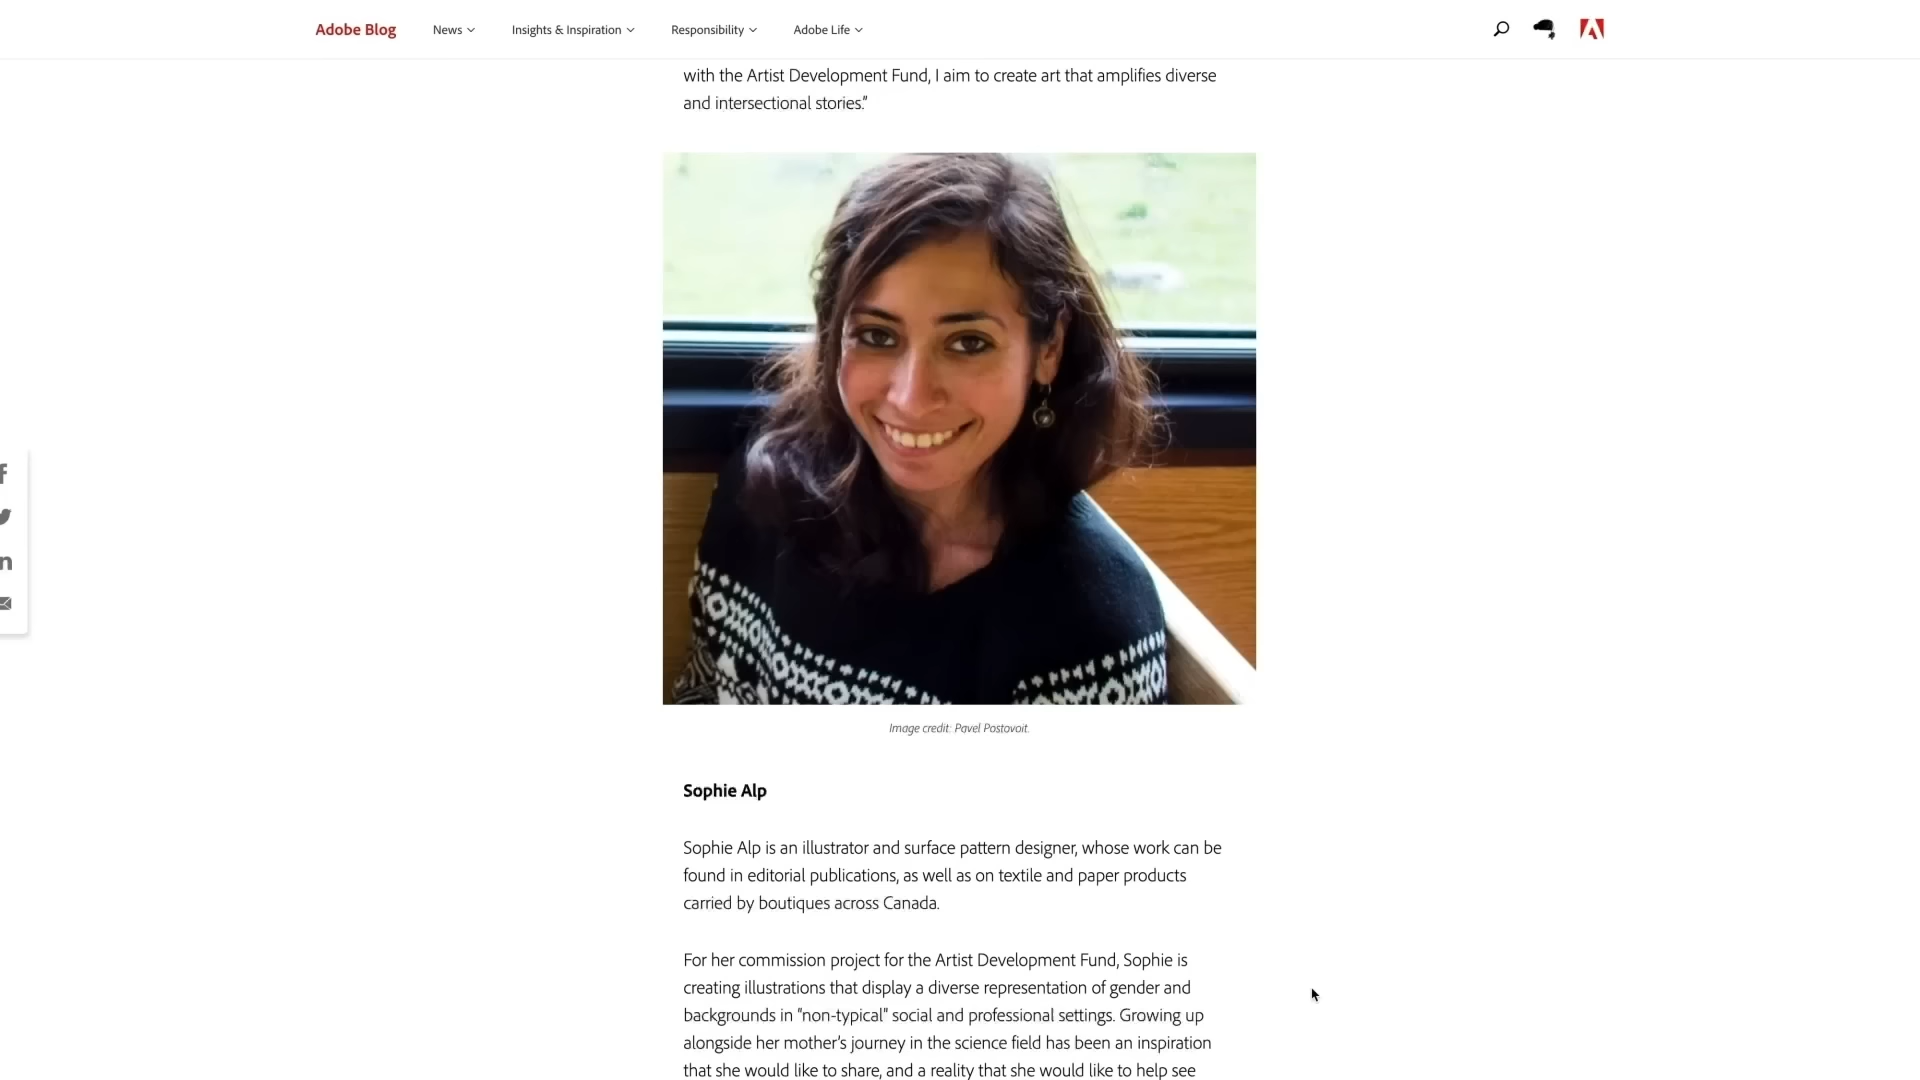 Adobe Blog
News
Insights & Inspiration
Responsibility
Adobe Life
with the Artist Development Fund, I aim to create art that amplifies diverse
and intersectional stories.”
Image credit: Pavel Postovoit.
Sophie Alp
Sophie Alp is an illustrator and surface pattern designer, whose work can be
found in editorial publications, as well as on textile and paper products
carried by boutiques across Canada.
For her commission project for the Artist Development Fund, Sophie is
creating illustrations that display a diverse representation of gender and
backgrounds in "non-typical" social and professional settings. Growing up
alongside her mother’s journey in the science field has been an inspiration
that she would like to share, and a reality that she would like to help see